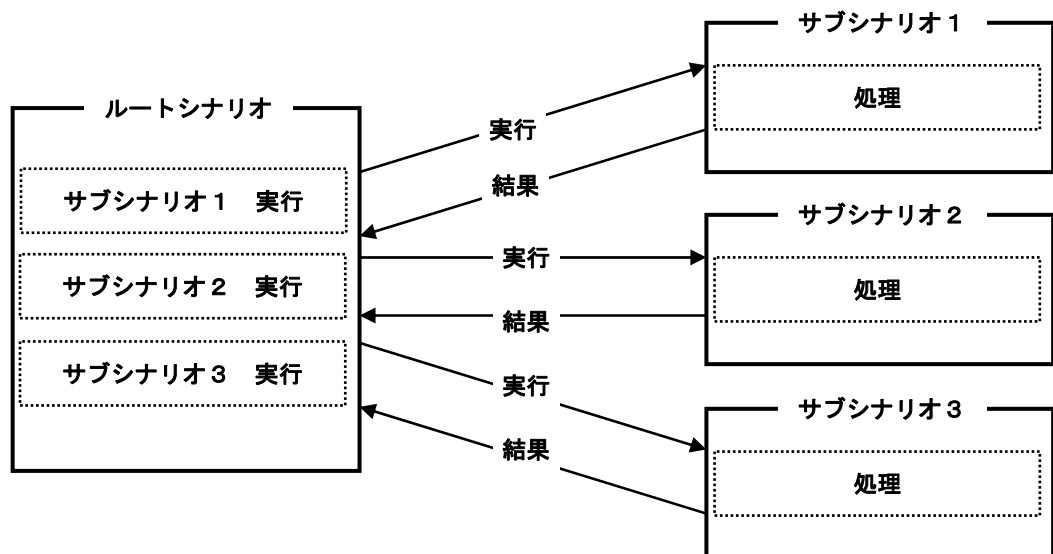 ルートシナリオ
サブシナリオ１　実行
サブシナリオ２　実行
サブシナリオ３　実行
実行
結果
実行
結果
実行
結果
サブシナリオ１
処理
サブシナリオ２
処理
サブシナリオ３
処理